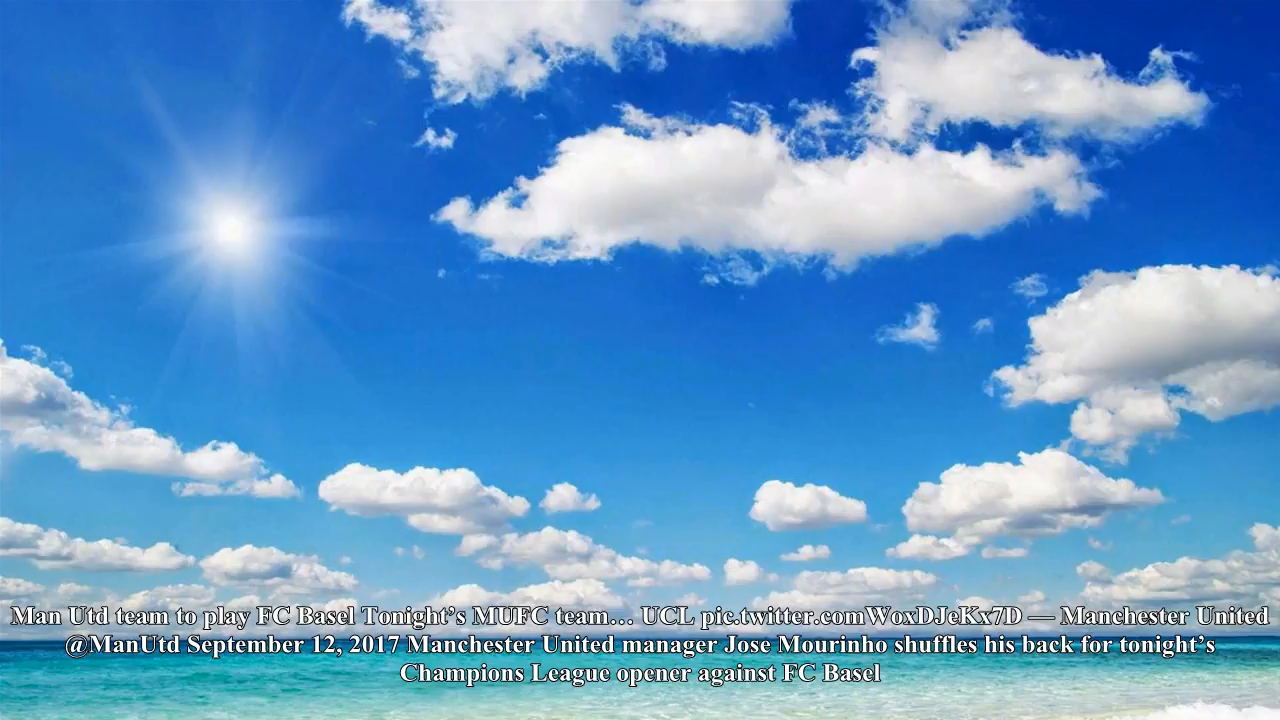 Man Utd team to play FC Basel Tonight’s MUFC team… UCL pic.twitter.comWoxDJeKx7D — Manchester United
@ManUtd September 12, 2017 Manchester United manager Jose Mourinho shuffles his back for tonight’s
Champions League opener against FC Basel